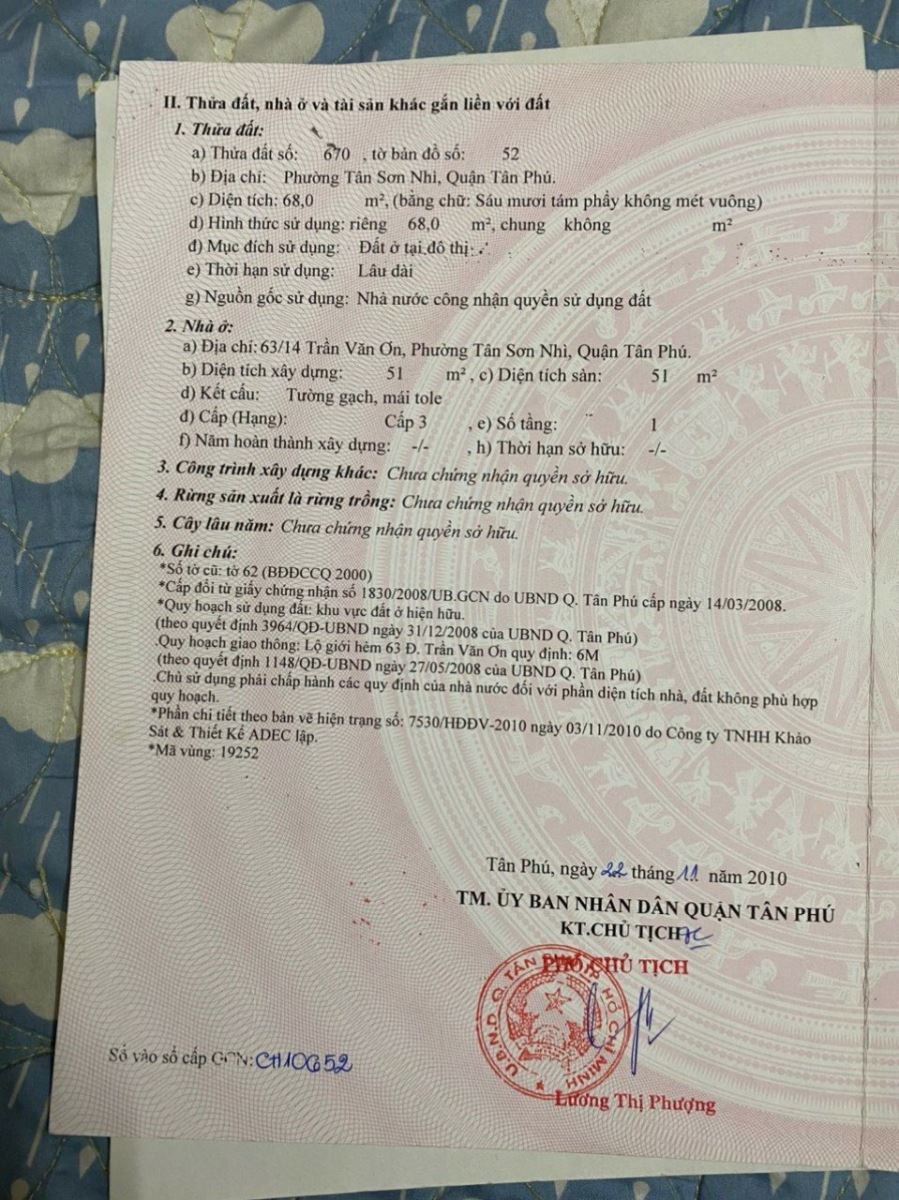 II. Thửa đất, nhà ở và tài sản khác gắn liền với đất
1. Thửa đất:
a) Thửa đất số: 670 , tờ bản đồ số: 52
b) Địa chỉ: Phường Tân Sơn Nhì, Quận Tân Phú.
c) Diện tích: 68,0 m², (bằng chữ: Sáu mươi tám phẩy không mét vuông)
d) Hình thức sử dụng: riêng 68,0 m², chung không m²
đ) Mục đích sử dụng: Đất ở tại đô thị
e) Thời hạn sử dụng: Lâu dài
g) Nguồn gốc sử dụng: Nhà nước công nhận quyền sử dụng đất
2. Nhà ở:
a) Địa chỉ: 63/14 Trần Văn Ơn, Phường Tân Sơn Nhì, Quận Tân Phú.
b) Diện tích xây dựng: 51 m² , c) Diện tích sàn: 51 m²
d) Kết cấu: Tường gạch, mái tole
đ) Cấp (Hạng): Cấp 3 , e) Số tầng: 1
f) Năm hoàn thành xây dựng: -/- , h) Thời hạn sở hữu: -/-
3. Công trình xây dựng khác: Chưa chứng nhận quyền sở hữu.
4. Rừng sản xuất là rừng trồng: Chưa chứng nhận quyền sở hữu.
5. Cây lâu năm: Chưa chứng nhận quyền sở hữu.
6. Ghi chú:
*Số tờ cũ: tờ 62 (BĐĐCCQ 2000)
*Cấp đổi từ giấy chứng nhận số 1830/2008/UB.GCN do UBND Q. Tân Phú cấp ngày 14/03/2008.
*Quy hoạch sử dụng đất: khu vực đất ở hiện hữu.
(theo quyết định 3964/QĐ-UBND ngày 31/12/2008 của UBND Q. Tân Phú)
.Quy hoạch giao thông: Lộ giới hẻm 63 Đ. Trần Văn Ơn quy định: 6M
(theo quyết định 1148/QĐ-UBND ngày 27/05/2008 của UBND Q. Tân Phú)
.Chủ sử dụng phải chấp hành các quy định của nhà nước đối với phần diện tích nhà, đất không phù hợp
quy hoạch.
*Phần chi tiết theo bản vẽ hiện trạng số: 7530/HĐĐV-2010 ngày 03/11/2010 do Công ty TNHH Khảo
Sát & Thiết Kế ADEC lập.
*Mã vùng: 19252
Tân Phú, ngày 22 tháng 11 năm 2010
TM. ỦY BAN NHÂN DÂN QUẬN TÂN PHÚ
KT.CHỦ TỊCH
PHÓ CHỦ TỊCH
U.B.N.D Q. TÂN PHÚ HỒ CHÍ MINH
Số vào sổ cấp GCN: CH10652
Lương Thị Phượng